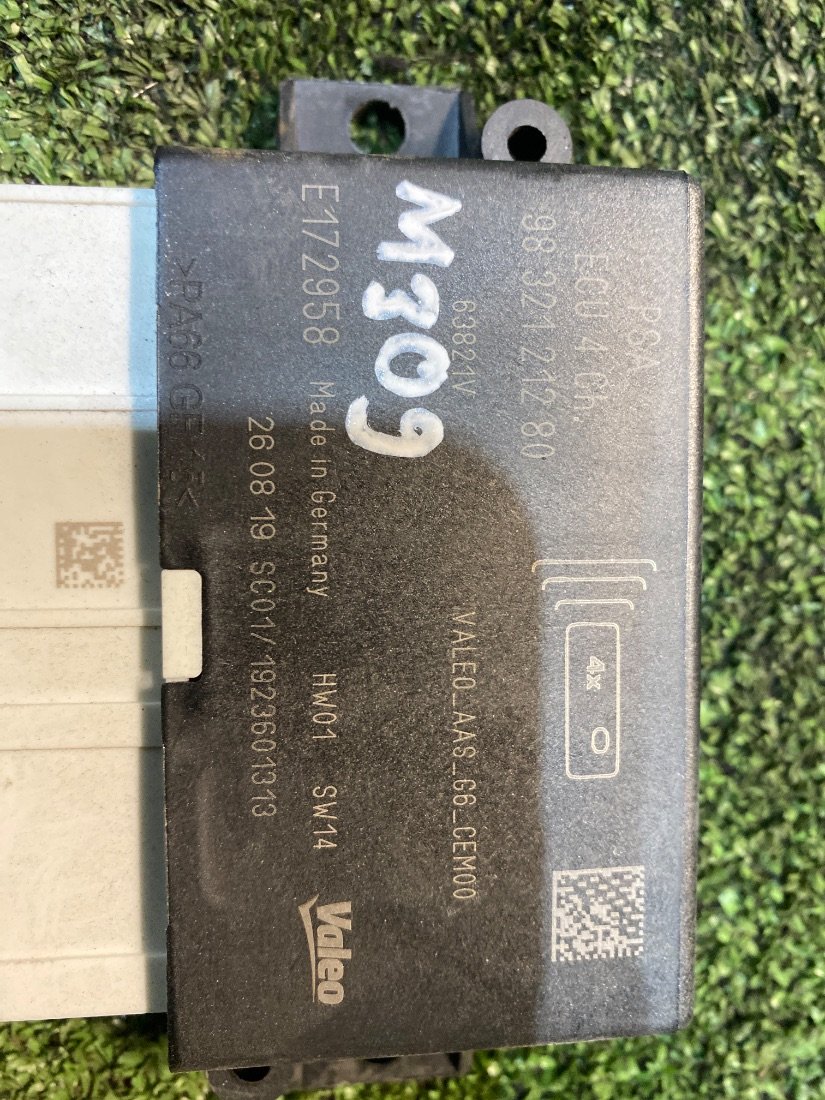 PSA
ECU 4 Ch.
98 321 212 80
4x 0
63821V
VALEO_AAS_G6_CEM00
M309
E172958 Made in Germany HW01 SW14
Valeo
26 08 19 SC01/1923601313
>PA66